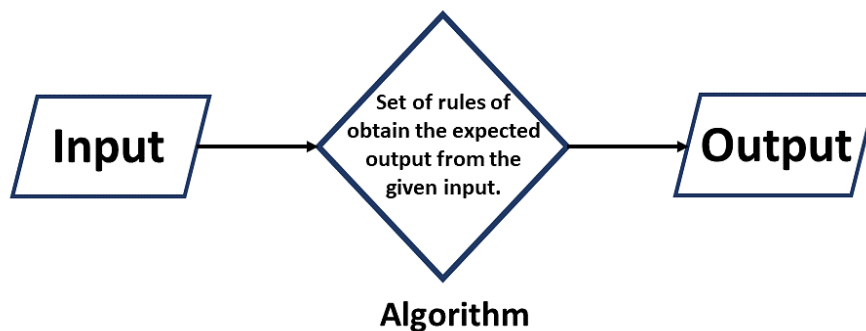 Input
Set of rules of
obtain the expected
output from the
given input.
Output
Algorithm